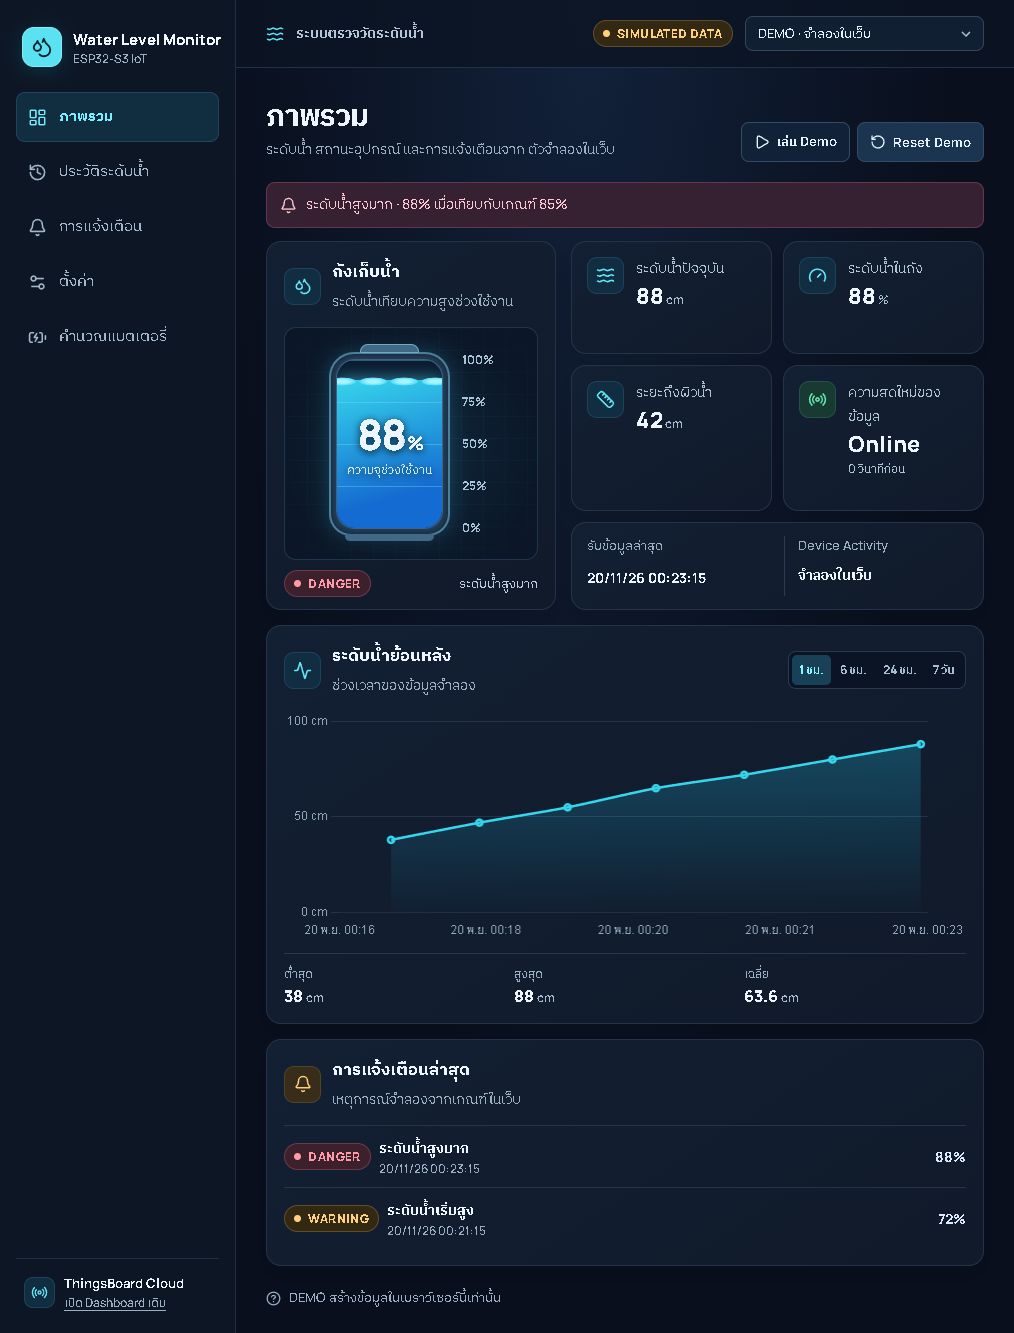 Water Level Monitor
ESP32-S3 IoT
ภาพรวม
ประวัติระดับน้ำ
การแจ้งเตือน
ตั้งค่า
คำนวณแบตเตอรี่
ThingsBoard Cloud
เปิด Dashboard เดิม
ระบบตรวจวัดระดับน้ำ
SIMULATED DATA
DEMO · จำลองในเว็บ
ภาพรวม
ระดับน้ำ สถานะอุปกรณ์ และการแจ้งเตือนจาก ตัวจำลองในเว็บ
เล่น Demo
Reset Demo
ระดับน้ำสูงมาก · 88% เมื่อเทียบกับเกณฑ์ 85%
ถังเก็บน้ำ
ระดับน้ำเทียบความสูงช่วงใช้งาน
100%
75%
50%
25%
0%
88%
ความจุช่วงใช้งาน
DANGER
ระดับน้ำสูงมาก
ระดับน้ำปัจจุบัน
88 cm
ระดับน้ำในถัง
88 %
ระยะถึงผิวน้ำ
42 cm
ความสดใหม่ของ
ข้อมูล
Online
0 วินาทีก่อน
รับข้อมูลล่าสุด
20/11/26 00:23:15
Device Activity
จำลองในเว็บ
ระดับน้ำย้อนหลัง
ช่วงเวลาของข้อมูลจำลอง
1 ชม.
6 ชม.
24 ชม.
7 วัน
100 cm
50 cm
0 cm
20 พ.ย. 00:16
20 พ.ย. 00:18
20 พ.ย. 00:20
20 พ.ย. 00:21
20 พ.ย. 00:23
ต่ำสุด
38 cm
สูงสุด
88 cm
เฉลี่ย
63.6 cm
การแจ้งเตือนล่าสุด
เหตุการณ์จำลองจากเกณฑ์ในเว็บ
DANGER
ระดับน้ำสูงมาก
20/11/26 00:23:15
88%
WARNING
ระดับน้ำเริ่มสูง
20/11/26 00:21:15
72%
DEMO สร้างข้อมูลในเบราว์เซอร์นี้เท่านั้น